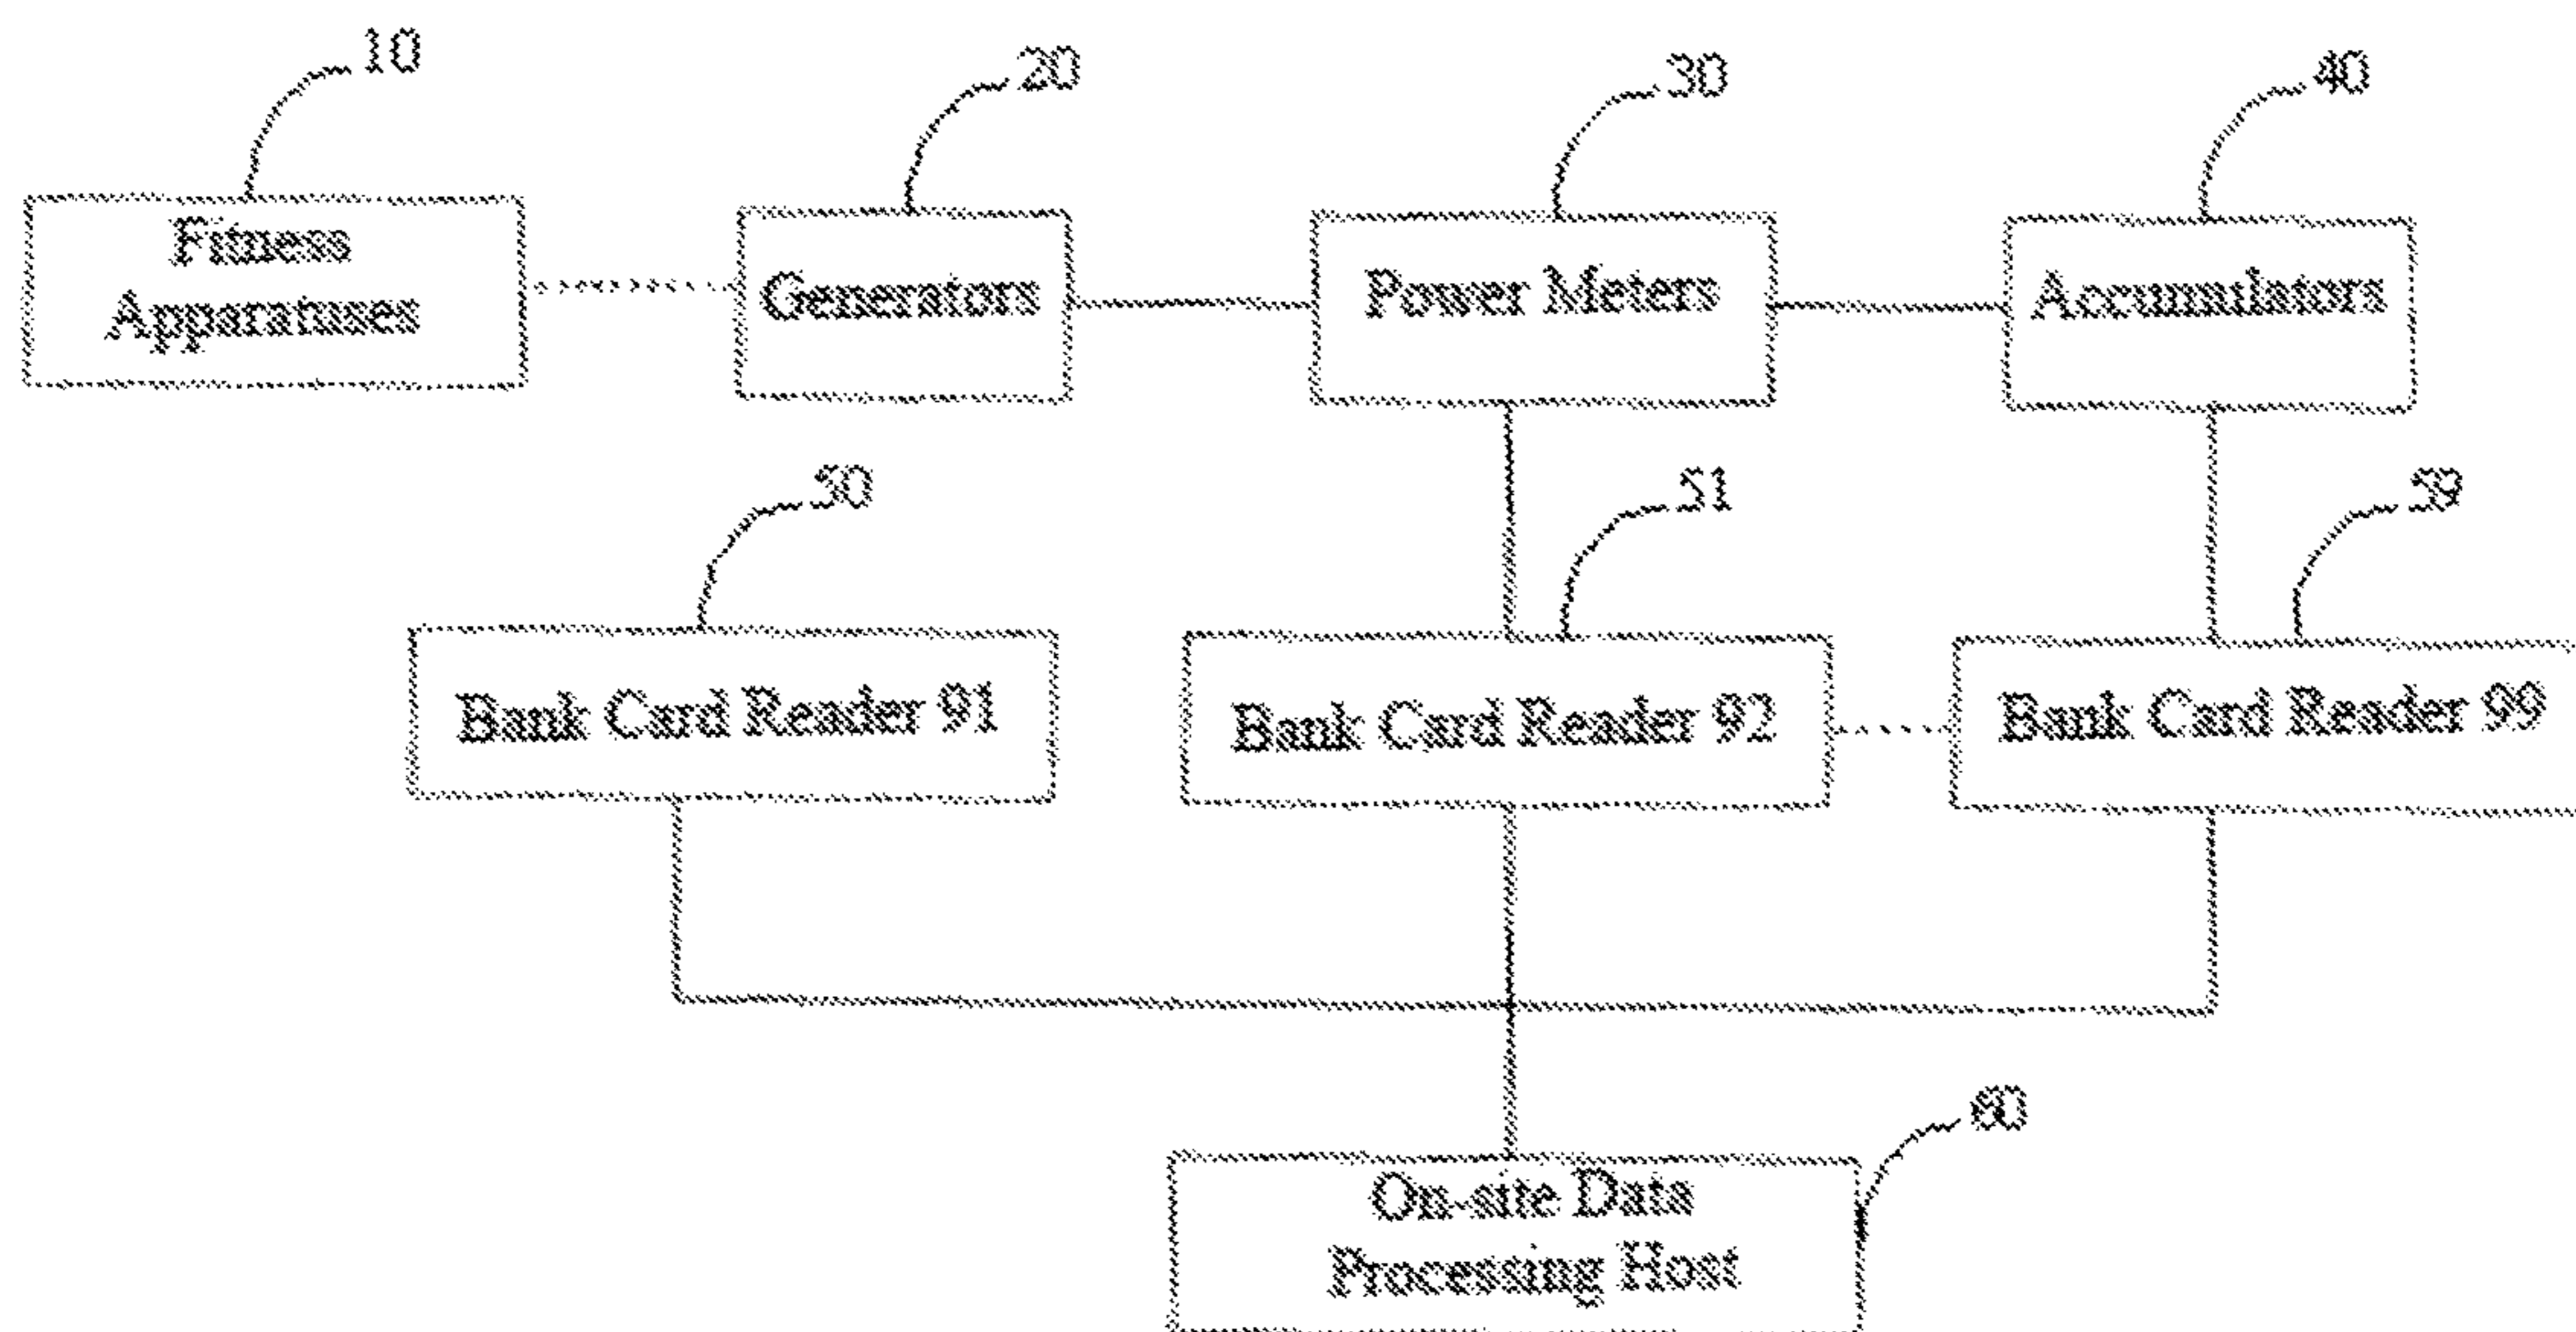 10
20
30
40
Fitness
Apparatuses
Generators
Power Meters
Accumulators
50
51
59
Bank Card Reader 91
Bank Card Reader 92
Bank Card Reader 99
60
On-site Data
Processing Host